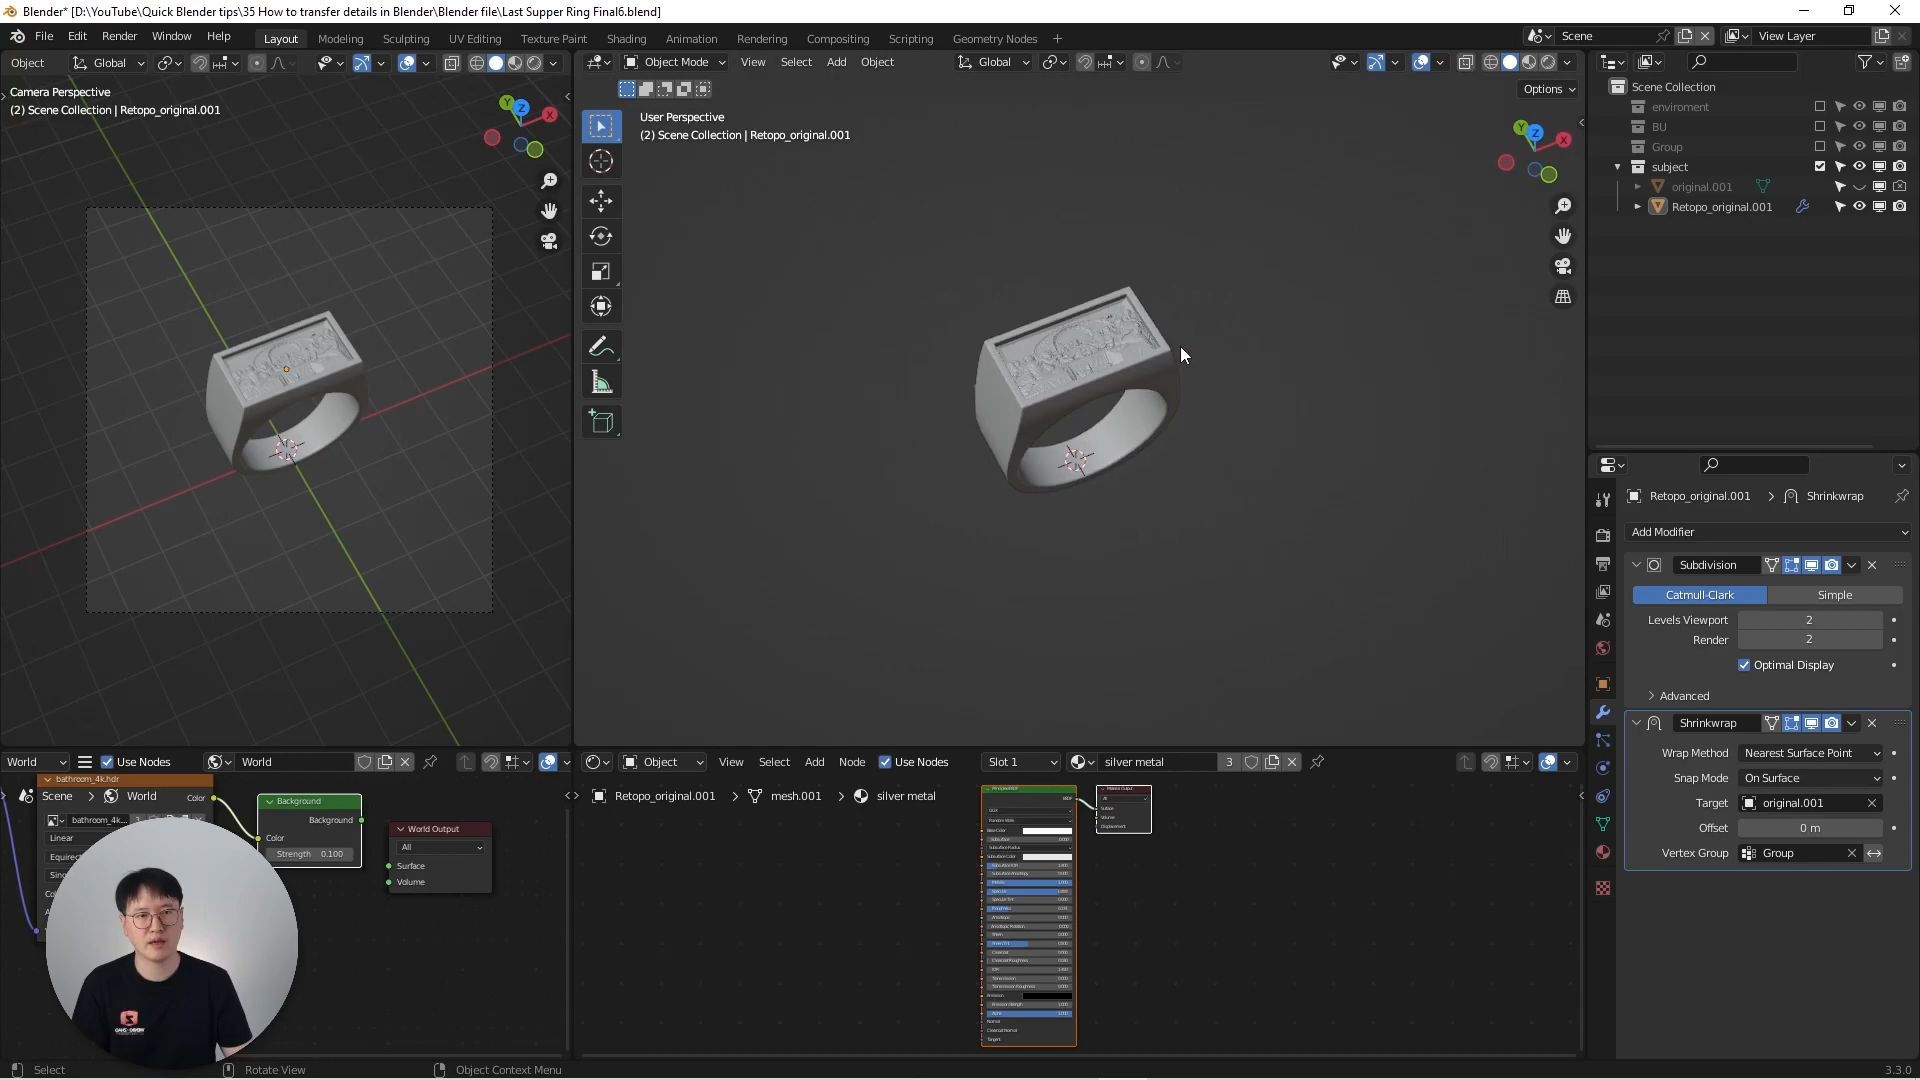 Blender* [D:\YouTube\Quick Blender tips\35 How to transfer details in Blender\Blender file\Last Supper Ring Final6.blend]
File Edit Render Window Help Layout Modeling Sculpting UV Editing Texture Paint Shading Animation Rendering Compositing Scripting Geometry Nodes + Scene View Layer
Object Global Object Mode View Select Add Object Global
Options
Camera Perspective
(2) Scene Collection | Retopo_original.001
User Perspective
(2) Scene Collection | Retopo_original.001
Y Z X
Y Z X
Scene Collection
enviroment
BU
Group
subject
original.001
Retopo_original.001
Retopo_original.001 > Shrinkwrap
Add Modifier
Subdivision
Catmull-Clark Simple
Levels Viewport 2
Render 2
Optimal Display
Advanced
Shrinkwrap
Wrap Method Nearest Surface Point
Snap Mode On Surface
Target original.001
Offset 0 m
Vertex Group Group
World Use Nodes World
bathroom_4k.hdr
Scene > World
Color
bathroom_4k...
Linear
Equirec
Background
Background
Color
Strength 0.100
World Output
All
Surface
Volume
Object View Select Add Node Use Nodes Slot 1 silver metal 3
Retopo_original.001 > mesh.001 > silver metal
Select Rotate View Object Context Menu 3.3.0